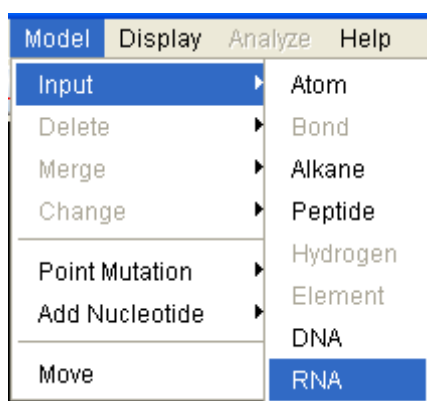 Model Display Analyze Help
Input
Delete
Merge
Change
Point Mutation
Add Nucleotide
Move
Atom
Bond
Alkane
Peptide
Hydrogen
Element
DNA
RNA